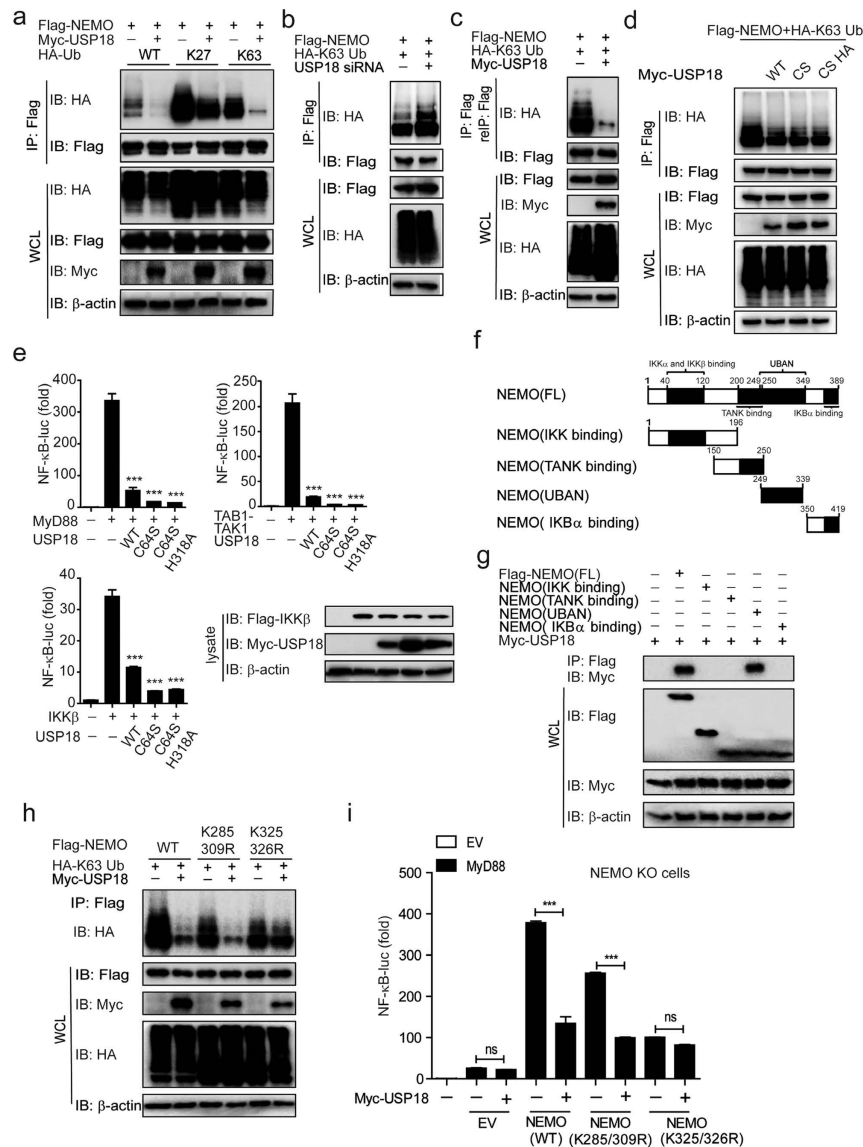 a
Flag-NEMO + + + + + +
Myc-USP18 – + – + – +
HA-Ub WT K27 K63
IP: Flag
IB: HA
IB: Flag
WCL
IB: HA
IB: Flag
IB: Myc
IB: β-actin
b
Flag-NEMO + +
HA-K63 Ub + +
USP18 siRNA – +
IP: Flag
IB: HA
IB: Flag
WCL
IB: Flag
IB: HA
IB: β-actin
c
Flag-NEMO + +
HA-K63 Ub + +
Myc-USP18 – +
IP: Flag
reIP: Flag
IB: HA
IB: Flag
WCL
IB: Flag
IB: Myc
IB: HA
IB: β-actin
d
Flag-NEMO+HA-K63 Ub
Myc-USP18 WT CS CS HA
IP: Flag
IB: HA
IB: Flag
WCL
IB: Flag
IB: Myc
IB: HA
IB: β-actin
e
NF-κB-luc (fold)
400
300
200
100
0
*** *** ***
MyD88 – + + + +
USP18 – – WT C64S C64S H318A
NF-κB-luc (fold)
250
200
150
100
50
0
*** *** ***
TAB1-TAK1 – + + + +
USP18 – – WT C64S C64S H318A
NF-κB-luc (fold)
40
30
20
10
0
*** *** ***
IKKβ – + + + +
USP18 – – WT C64S C64S H318A
lysate
IB: Flag-IKKβ
IB: Myc-USP18
IB: β-actin
f
IKKα and IKKβ binding UBAN
1 40 120 200 249 250 349 389
NEMO(FL)
TANK bindng IKBα binding
1 196
NEMO(IKK binding)
150 250
NEMO(TANK binding)
249 339
NEMO(UBAN)
350 419
NEMO( IKBα binding)
g
Flag-NEMO(FL) – + – – – –
NEMO(IKK binding) – – + – – –
NEMO(TANK binding) – – – + – –
NEMO(UBAN) – – – – + –
NEMO( IKBα binding) – – – – – +
Myc-USP18 + + + + + +
IP: Flag
IB: Myc
WCL
IB: Flag
IB: Myc
IB: β-actin
h
Flag-NEMO WT K285 309R K325 326R
HA-K63 Ub + + + + + +
Myc-USP18 – + – + – +
IP: Flag
IB: HA
WCL
IB: Flag
IB: Myc
IB: HA
IB: β-actin
i
EV
MyD88
NEMO KO cells
NF-κB-luc (fold)
500
400
300
200
100
0
ns *** *** ns
Myc-USP18 – + – + – + – +
EV NEMO (WT) NEMO (K285/309R) NEMO (K325/326R)